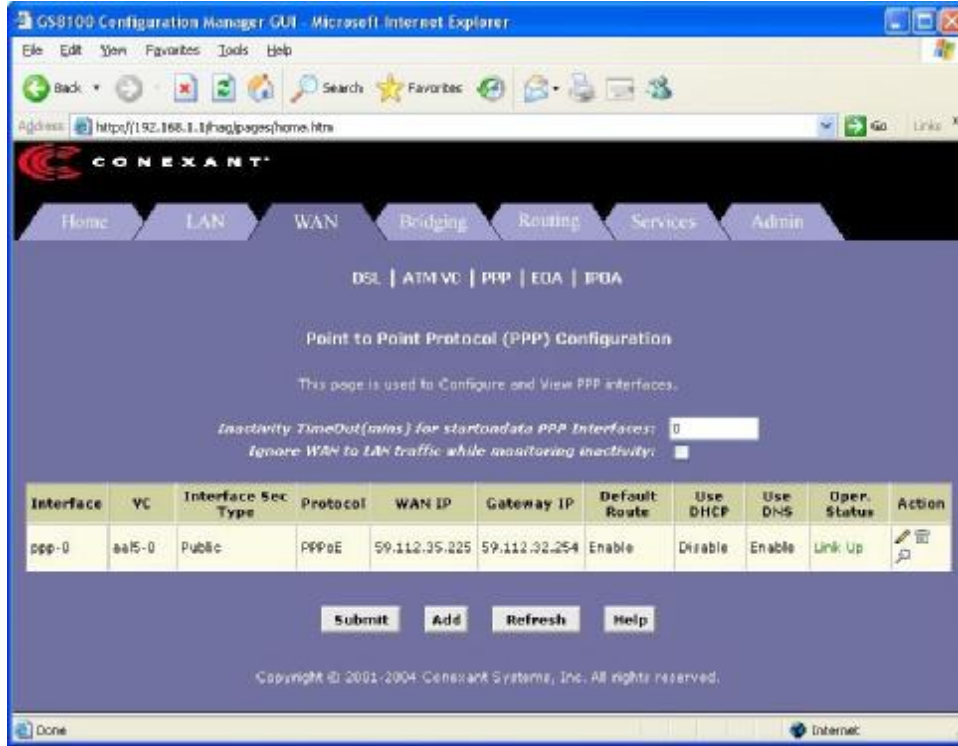 GS8100 Configuration Manager GUI - Microsoft Internet Explorer
File Edit View Favorites Tools Help
Back Search Favorites
Address http://192.168.1.1/hag/pages/home.htm Go Links
CONEXANT
Home LAN WAN Bridging Routing Services Admin
DSL | ATM VC | PPP | EOA | IPOA
Point to Point Protocol (PPP) Configuration
This page is used to Configure and View PPP interfaces.
Inactivity TimeOut(mins) for startondata PPP Interfaces: 0
Ignore WAN to LAN traffic while monitoring inactivity:
Interface VC Interface Sec Type Protocol WAN IP Gateway IP Default Route Use DHCP Use DNS Oper. Status Action
ppp-0 aal5-0 Public PPPoE 59.112.35.225 59.112.32.254 Enable Disable Enable Link Up
Submit Add Refresh Help
Copyright © 2001-2004 Conexant Systems, Inc. All rights reserved.
Done Internet